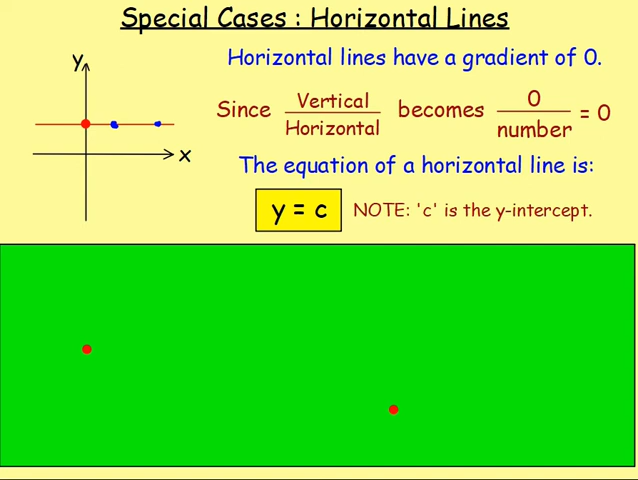 Special Cases : Horizontal Lines
y
x
Horizontal lines have a gradient of 0.
Since Vertical becomes 0 = 0
Horizontal number
The equation of a horizontal line is:
y = c NOTE: 'c' is the y-intercept.